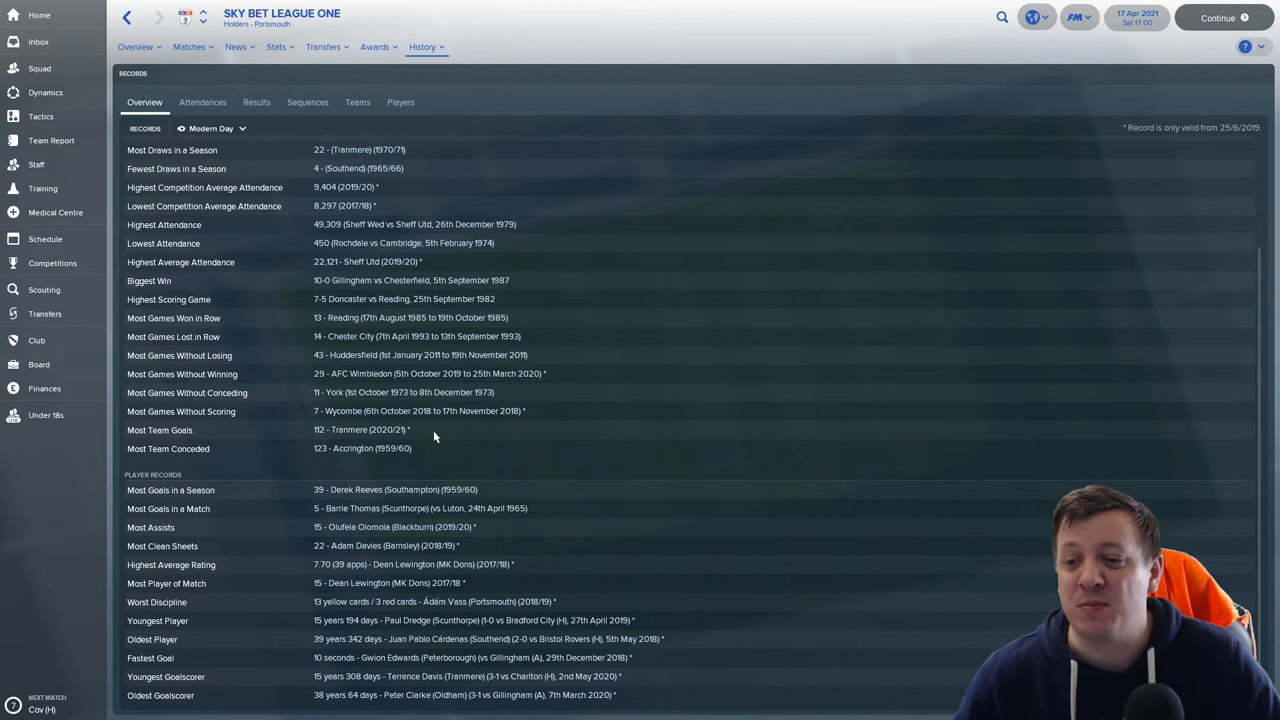 Home
Inbox
Squad
Dynamics
Tactics
Team Report
Staff
Training
Medical Centre
Schedule
Competitions
Scouting
Transfers
Club
Board
Finances
Under 18s
NEXT MATCH
Cov (H)
SKY BET LEAGUE ONE
Holders - Portsmouth
FM
17 Apr 2021
Sat 17:00
Continue
Overview Matches News Stats Transfers Awards History
RECORDS
Overview Attendances Results Sequences Teams Players
RECORDS Modern Day * Record is only valid from 25/6/2019.
Most Draws in a Season 22 - (Tranmere) (1970/71)
Fewest Draws in a Season 4 - (Southend) (1965/66)
Highest Competition Average Attendance 9,404 (2019/20) *
Lowest Competition Average Attendance 8,297 (2017/18) *
Highest Attendance 49,309 (Sheff Wed vs Sheff Utd, 26th December 1979)
Lowest Attendance 450 (Rochdale vs Cambridge, 5th February 1974)
Highest Average Attendance 22,121 - Sheff Utd (2019/20) *
Biggest Win 10-0 Gillingham vs Chesterfield, 5th September 1987
Highest Scoring Game 7-5 Doncaster vs Reading, 25th September 1982
Most Games Won in Row 13 - Reading (17th August 1985 to 19th October 1985)
Most Games Lost in Row 14 - Chester City (7th April 1993 to 13th September 1993)
Most Games Without Losing 43 - Huddersfield (1st January 2011 to 19th November 2011)
Most Games Without Winning 29 - AFC Wimbledon (5th October 2019 to 25th March 2020) *
Most Games Without Conceding 11 - York (1st October 1973 to 8th December 1973)
Most Games Without Scoring 7 - Wycombe (6th October 2018 to 17th November 2018) *
Most Team Goals 112 - Tranmere (2020/21) *
Most Team Conceded 123 - Accrington (1959/60)
PLAYER RECORDS
Most Goals in a Season 39 - Derek Reeves (Southampton) (1959/60)
Most Goals in a Match 5 - Barrie Thomas (Scunthorpe) (vs Luton, 24th April 1965)
Most Assists 15 - Olufela Olomola (Blackburn) (2019/20) *
Most Clean Sheets 22 - Adam Davies (Barnsley) (2018/19) *
Highest Average Rating 7.70 (39 apps) - Dean Lewington (MK Dons) (2017/18) *
Most Player of Match 15 - Dean Lewington (MK Dons) 2017/18 *
Worst Discipline 13 yellow cards / 3 red cards - Ádám Vass (Portsmouth) (2018/19) *
Youngest Player 15 years 194 days - Paul Dredge (Scunthorpe) (1-0 vs Bradford City (H), 27th April 2019) *
Oldest Player 39 years 342 days - Juan Pablo Cárdenas (Southend) (2-0 vs Bristol Rovers (H), 5th May 2018) *
Fastest Goal 10 seconds - Gwion Edwards (Peterborough) (vs Gillingham (A), 29th December 2018) *
Youngest Goalscorer 15 years 308 days - Terrence Davis (Tranmere) (3-1 vs Charlton (H), 2nd May 2020) *
Oldest Goalscorer 38 years 64 days - Peter Clarke (Oldham) (3-1 vs Gillingham (A), 7th March 2020) *